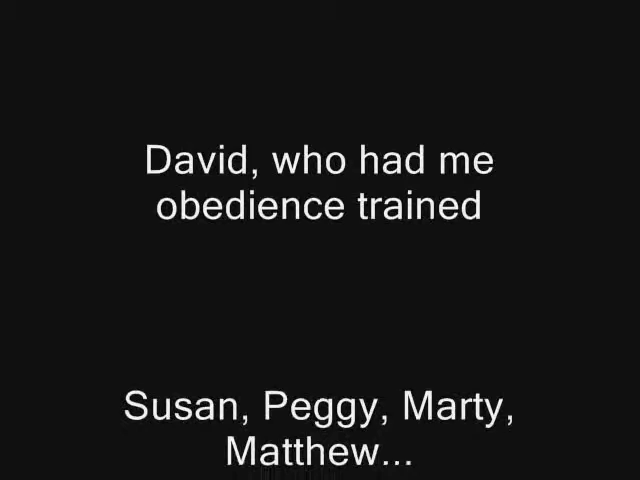 David, who had me
obedience trained
Susan, Peggy, Marty,
Matthew...